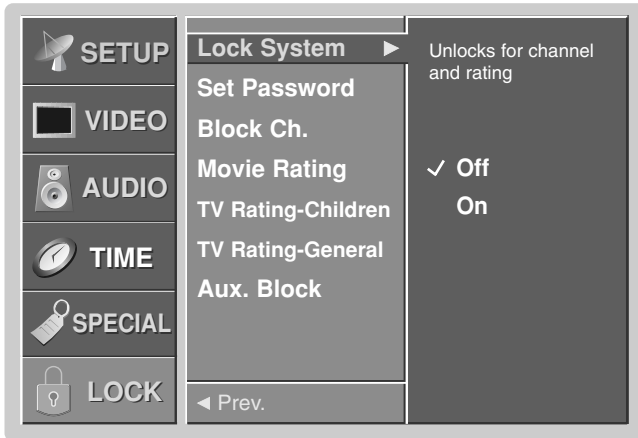 SETUP
VIDEO
AUDIO
TIME
SPECIAL
LOCK
Lock System ►
Set Password
Block Ch.
Movie Rating
TV Rating-Children
TV Rating-General
Aux. Block
◄ Prev.
Unlocks for channel
and rating
✓ Off
On